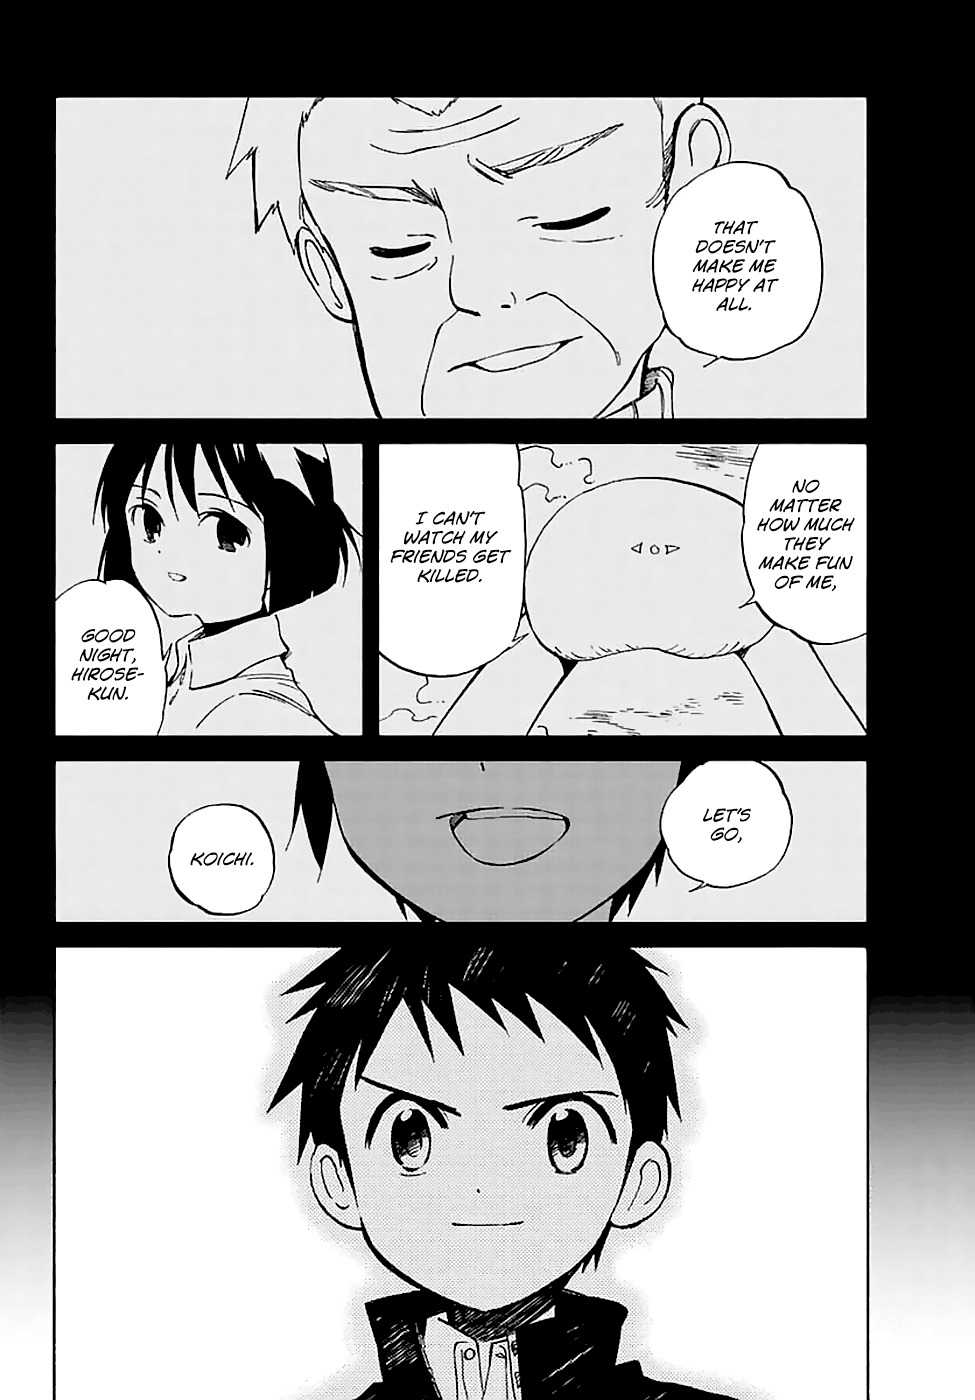 THAT
DOESN'T
MAKE ME
HAPPY AT
ALL.
NO
MATTER
HOW MUCH
THEY
MAKE FUN
OF ME,
I CAN'T
WATCH MY
FRIENDS GET
KILLED.
GOOD
NIGHT,
HIROSE-
KUN.
LET'S
GO,
KOICHI.